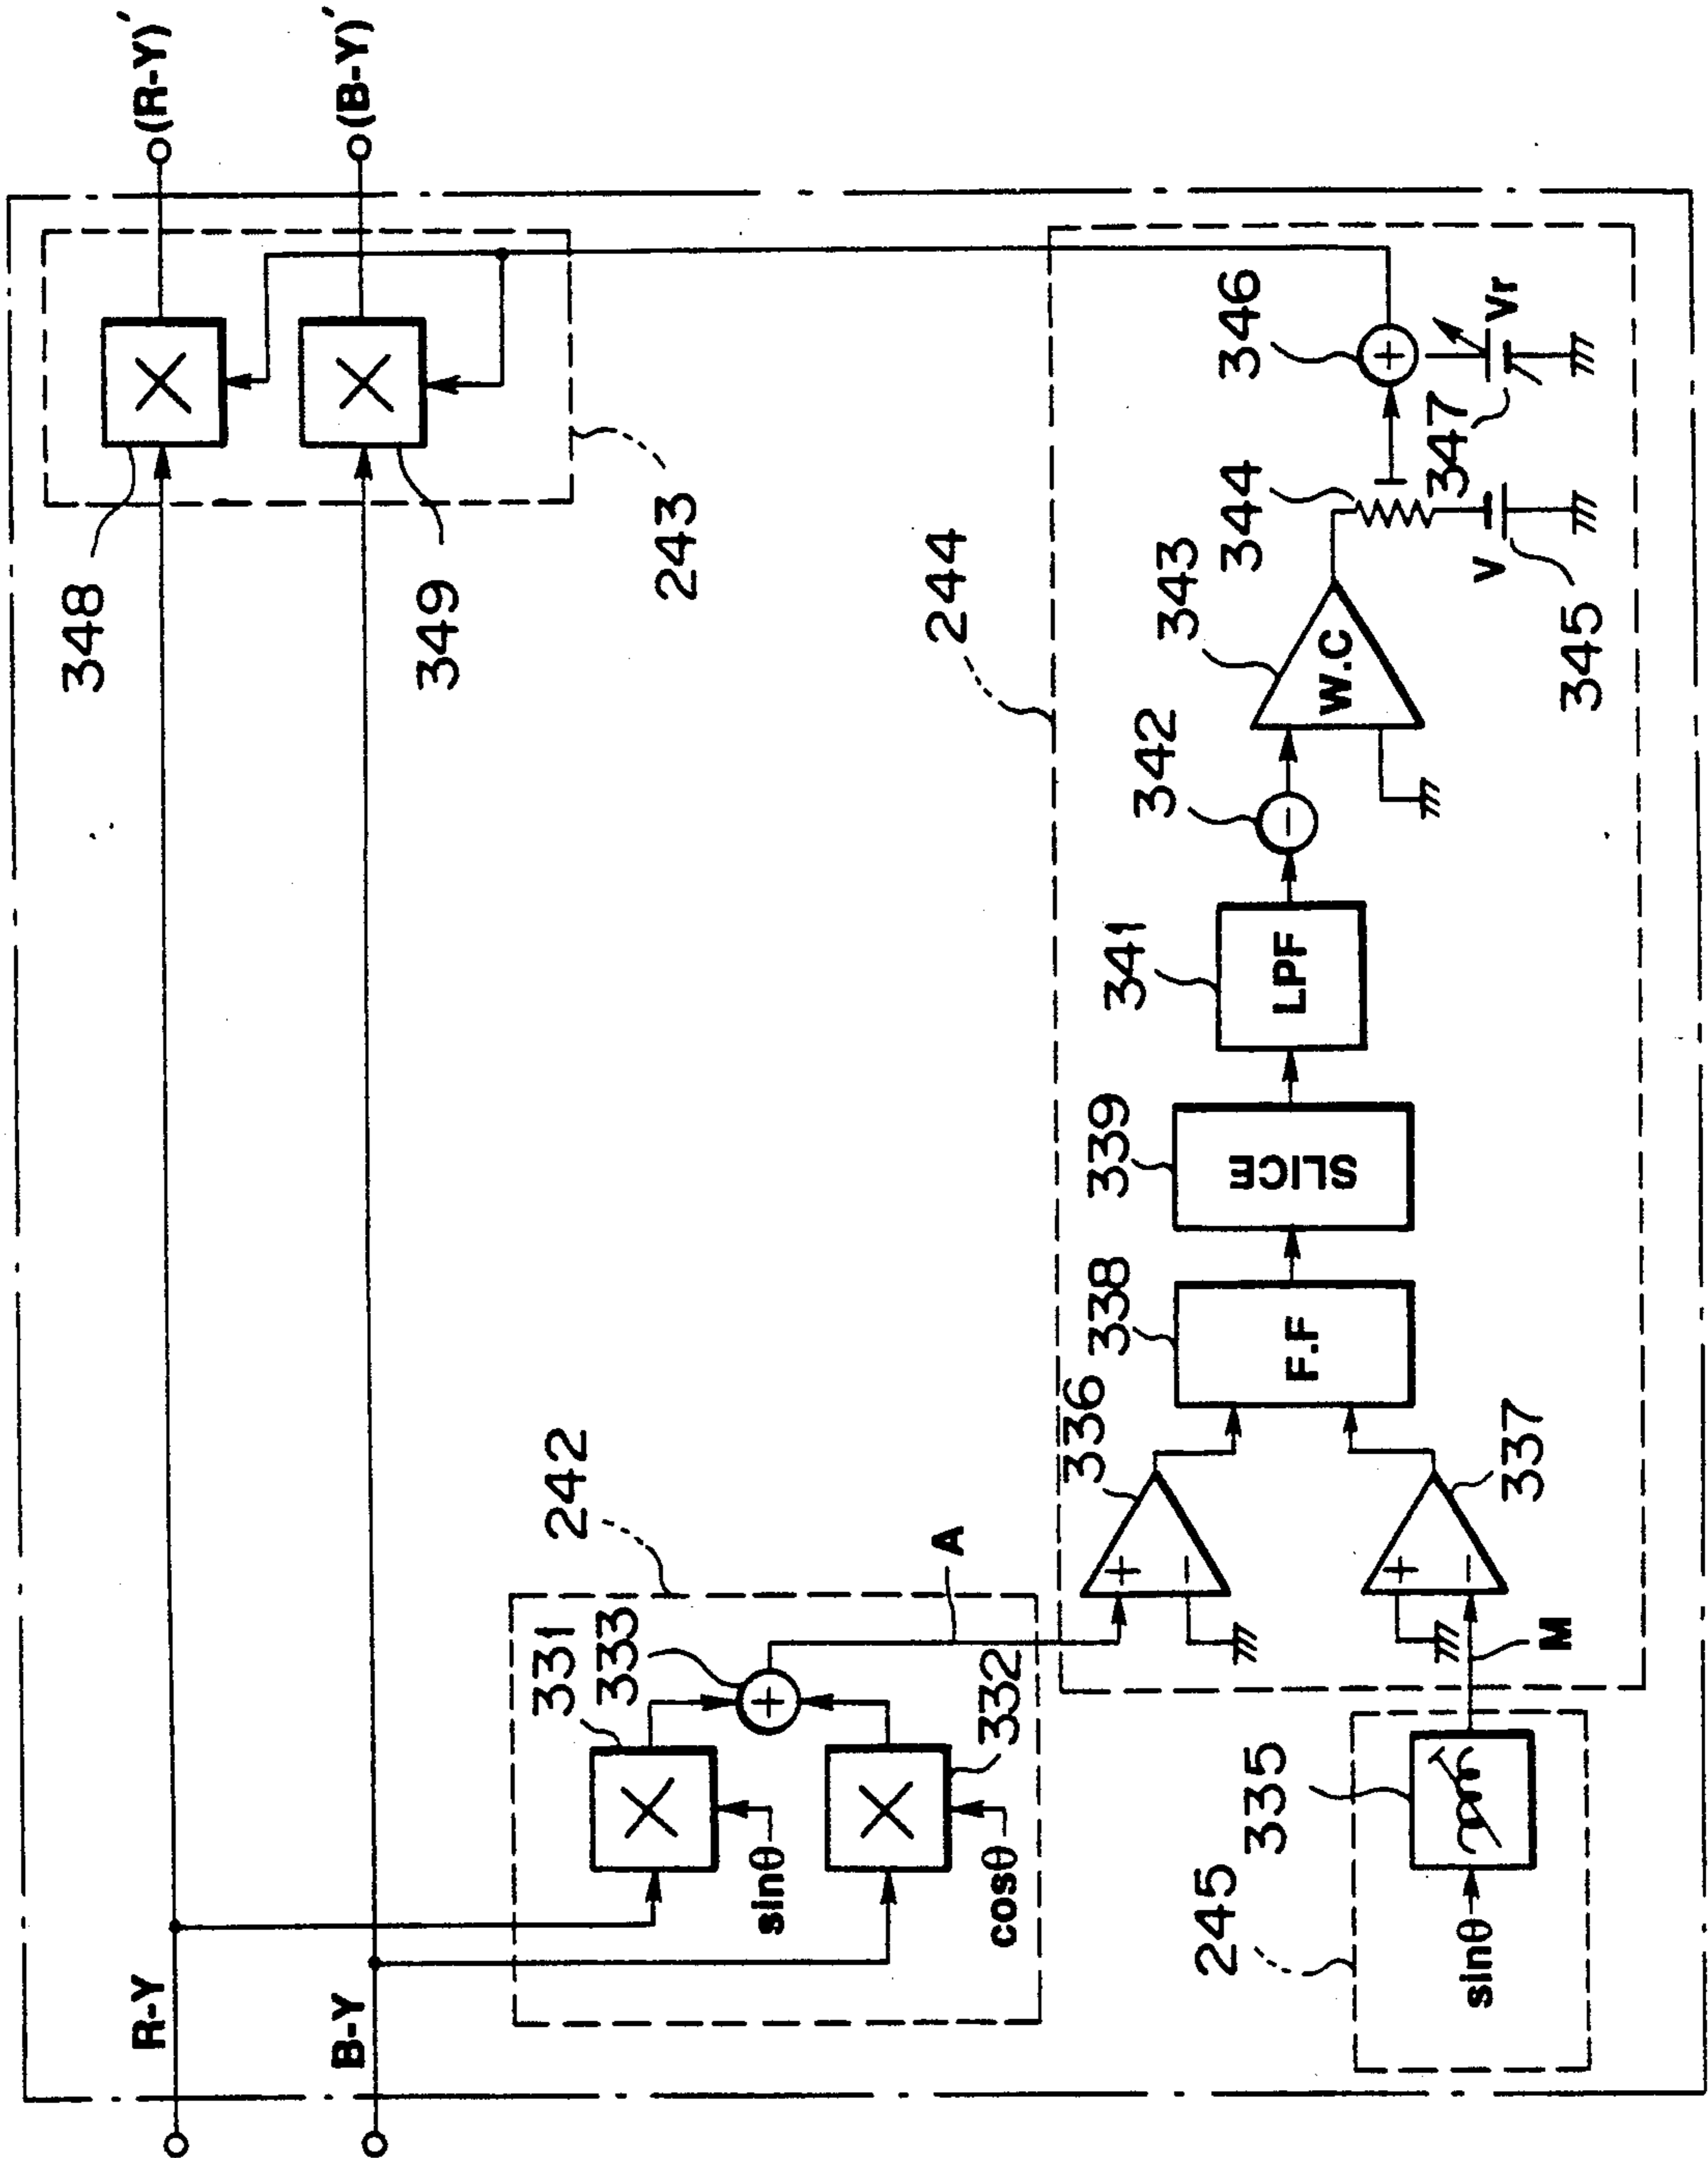 R-Y
B-Y
348
349
243
(R-Y)'
(B-Y)'
242
331
333
332
sinθ
cosθ
A
244
336
337
338
F.F
339
SLICE
341
LPF
342
343
W.C
344
V
345
346
347
Vr
245
335
sinθ
M
+
−
+
−
+
−
+